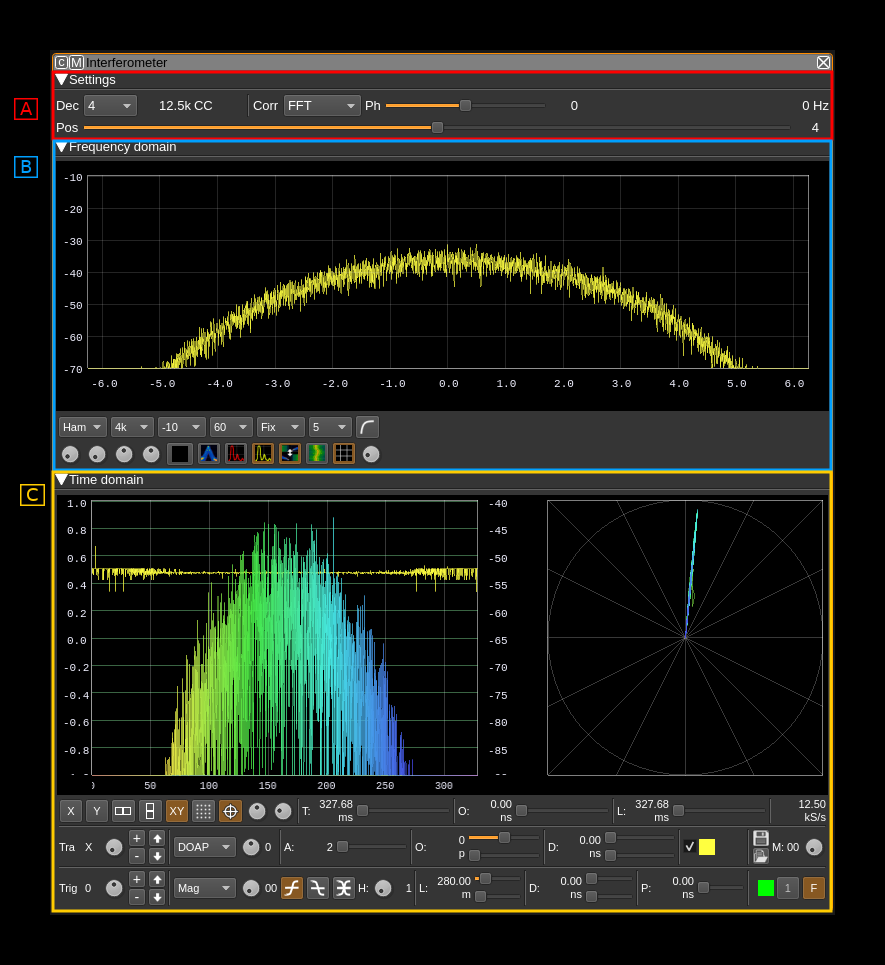 C M Interferometer
A
Settings
Dec 4 12.5k CC Corr FFT Ph 0 0 Hz
Pos 4
B
Frequency domain
-10
-20
-30
-40
-50
-60
-70
-6.0 -5.0 -4.0 -3.0 -2.0 -1.0 0.0 1.0 2.0 3.0 4.0 5.0 6.0
Ham 4k -10 60 Fix 5
C
Time domain
1.0 -40
0.8 -45
0.6 -50
0.4 -55
0.2 -60
0.0 -65
-0.2 -70
-0.4 -75
-0.6 -80
-0.8 -85
50 100 150 200 250 300
X Y XY T: 327.68 ms O: 0.00 ns L: 327.68 ms 12.50 kS/s
Tra X + - DOAP 0 A: 2 O: 0 p D: 0.00 ns M: 00
Trig 0 + - Mag 00 H: 1 L: 280.00 m D: 0.00 ns P: 0.00 ns 1 F